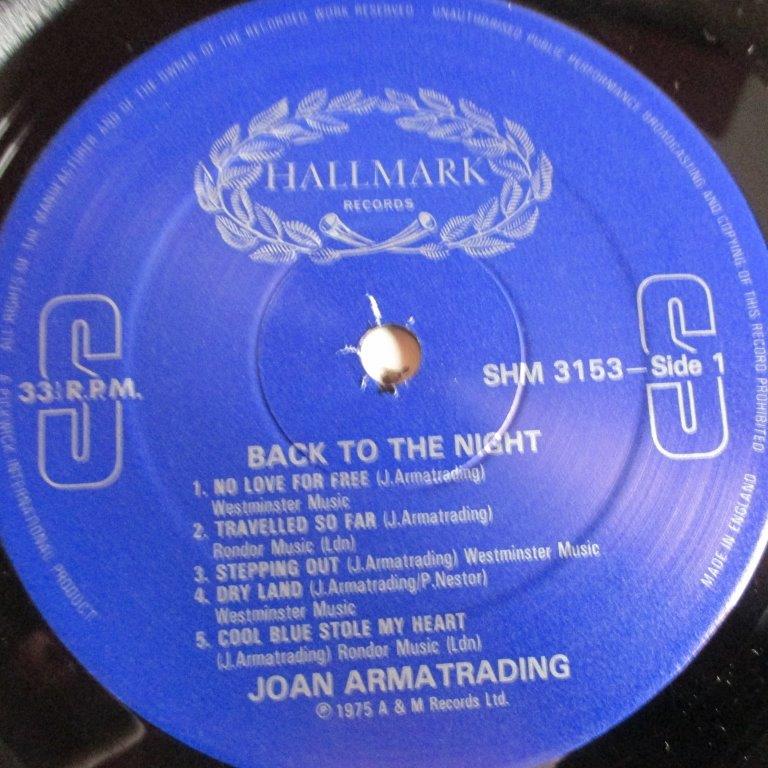 ALL RIGHTS OF THE MANUFACTURER AND OF THE OWNER OF THE RECORDED WORK RESERVED UNAUTHORISED PUBLIC PERFORMANCE BROADCASTING AND COPYING OF THIS RECORD PROHIBITED
HALLMARK
RECORDS
S
S
33⅓ R.P.M.
SHM 3153–Side 1
BACK TO THE NIGHT
1. NO LOVE FOR FREE (J.Armatrading)
Westminster Music
2. TRAVELLED SO FAR (J.Armatrading)
Rondor Music (Ldn)
3. STEPPING OUT (J.Armatrading) Westminster Music
4. DRY LAND (J.Armatrading/P.Nestor)
Westminster Music
5. COOL BLUE STOLE MY HEART
(J.Armatrading) Rondor Music (Ldn)
JOAN ARMATRADING
℗ 1975 A & M Records Ltd.
A PICKWICK INTERNATIONAL PRODUCT
MADE IN ENGLAND